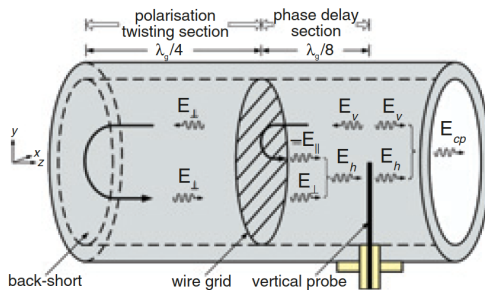 polarisation
twisting section
phase delay
section
λg/4
λg/8
E⊥
E⊥
=E||
E⊥
Ev
Ev
Eh
Eh
Ecp
y
x
z
back-short
wire grid
vertical probe